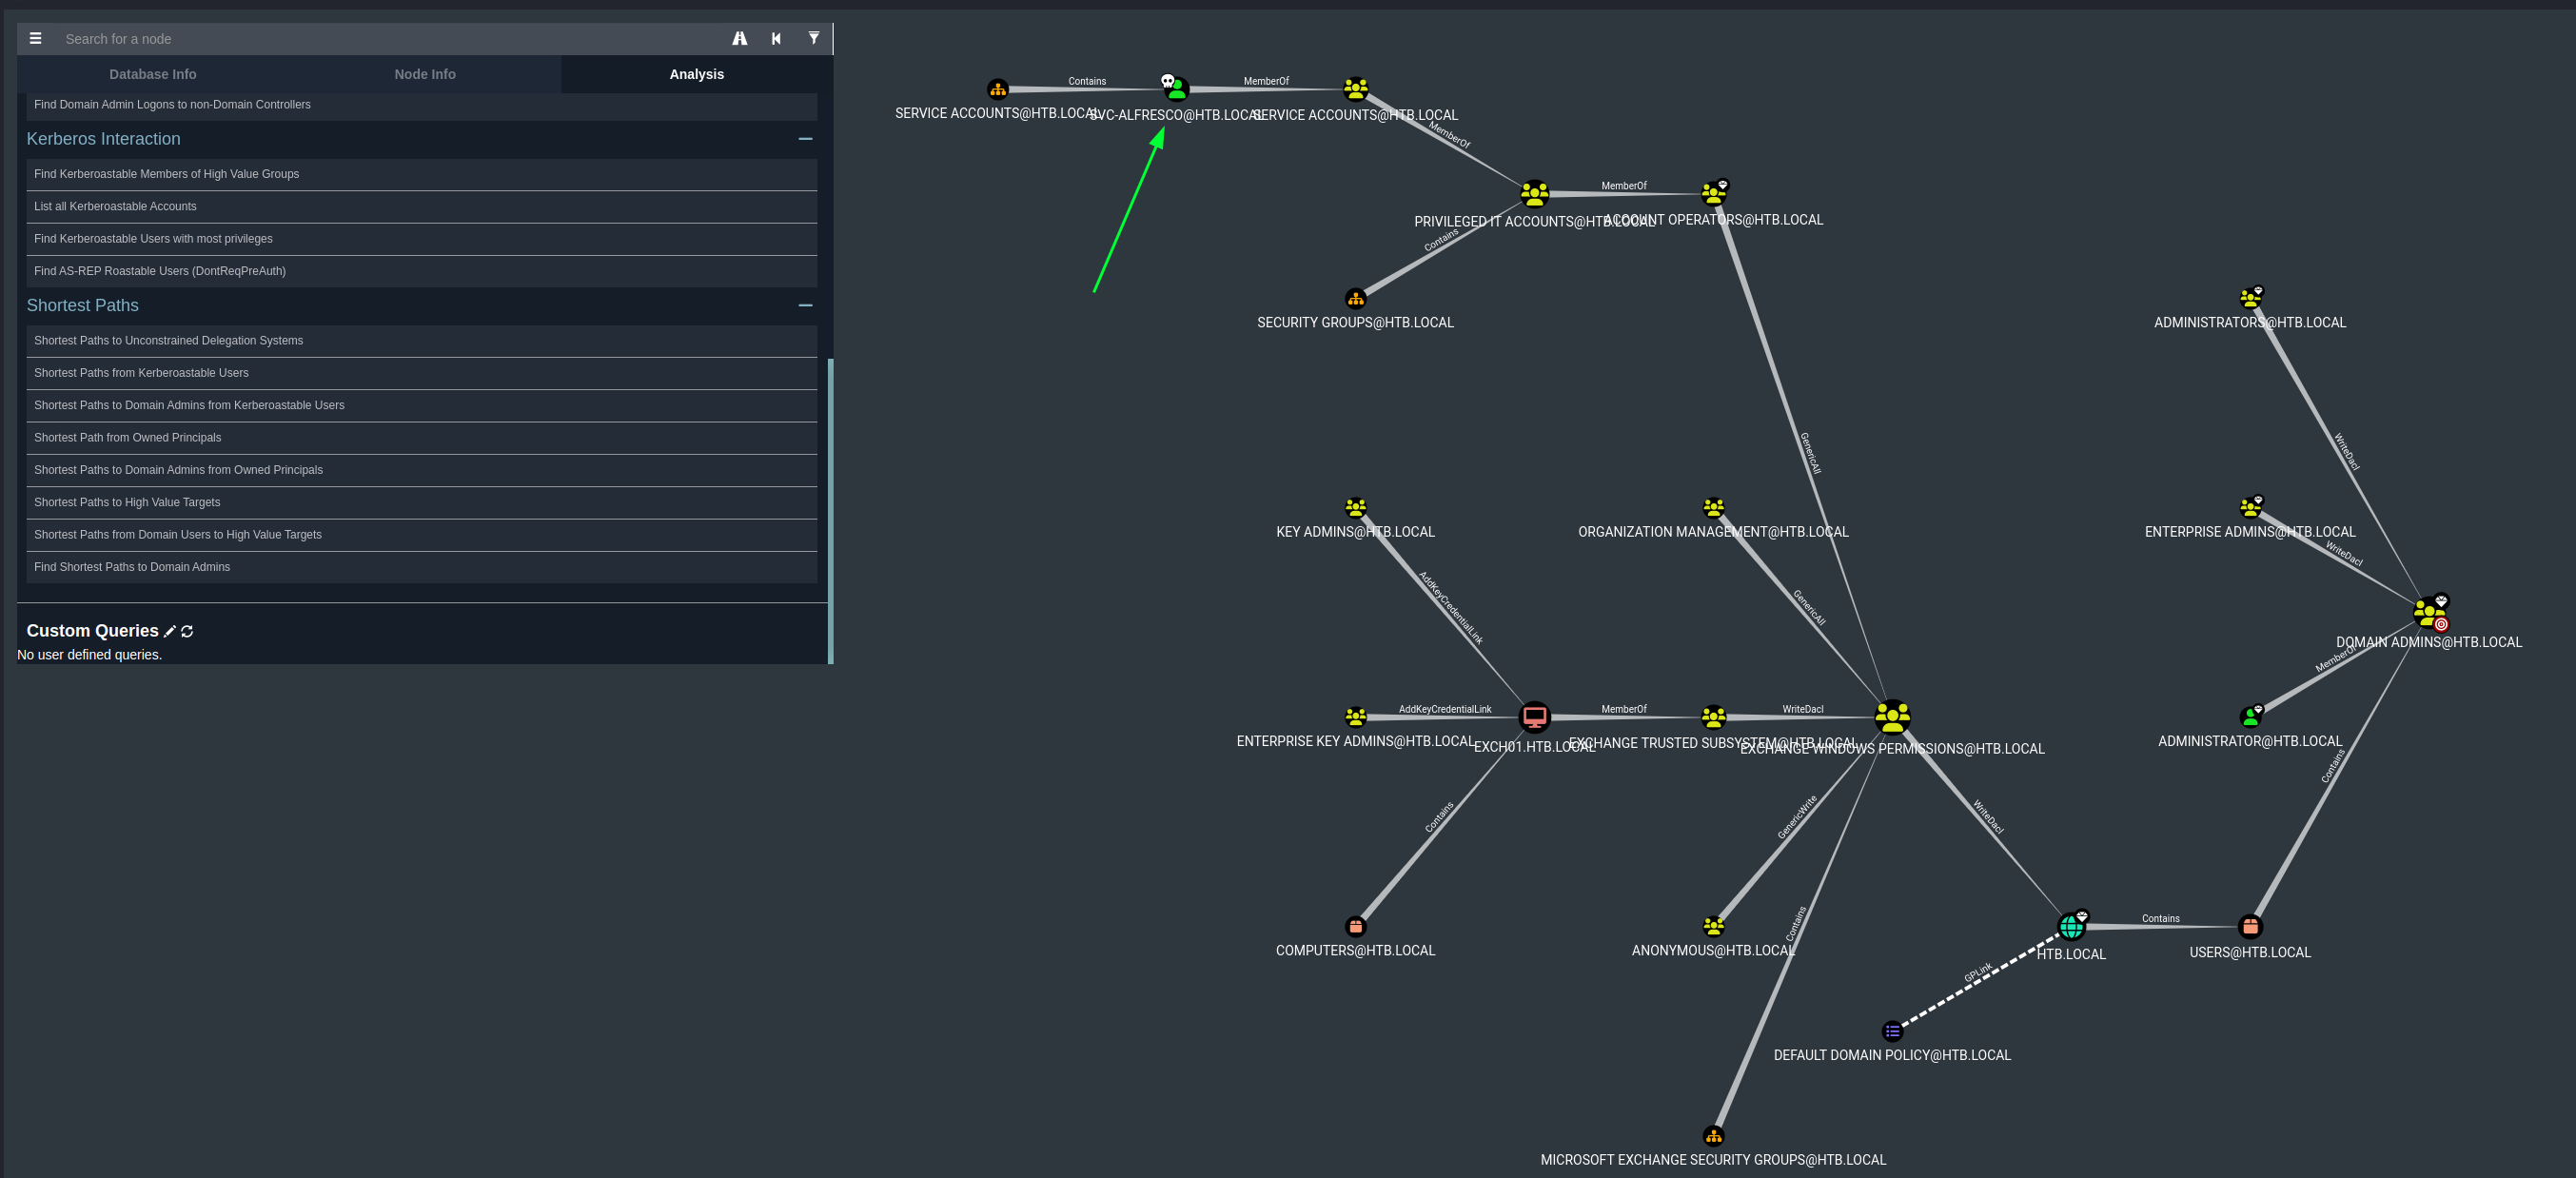 Search for a node
Database Info
Node Info
Analysis
Find Domain Admin Logons to non-Domain Controllers
Kerberos Interaction
Find Kerberoastable Members of High Value Groups
List all Kerberoastable Accounts
Find Kerberoastable Users with most privileges
Find AS-REP Roastable Users (DontReqPreAuth)
Shortest Paths
Shortest Paths to Unconstrained Delegation Systems
Shortest Paths from Kerberoastable Users
Shortest Paths to Domain Admins from Kerberoastable Users
Shortest Path from Owned Principals
Shortest Paths to Domain Admins from Owned Principals
Shortest Paths to High Value Targets
Shortest Paths from Domain Users to High Value Targets
Find Shortest Paths to Domain Admins
Custom Queries
No user defined queries.
Contains
MemberOf
SERVICE ACCOUNTS@HTB.LOCAL
SVC-ALFRESCO@HTB.LOCAL
SERVICE ACCOUNTS@HTB.LOCAL
MemberOf
MemberOf
PRIVILEGED IT ACCOUNTS@HTB.LOCAL
ACCOUNT OPERATORS@HTB.LOCAL
Contains
SECURITY GROUPS@HTB.LOCAL
ADMINISTRATORS@HTB.LOCAL
GenericAll
WriteDacl
KEY ADMINS@HTB.LOCAL
ORGANIZATION MANAGEMENT@HTB.LOCAL
ENTERPRISE ADMINS@HTB.LOCAL
WriteDacl
AddKeyCredentialLink
GenericAll
DOMAIN ADMINS@HTB.LOCAL
MemberOf
AddKeyCredentialLink
MemberOf
WriteDacl
ENTERPRISE KEY ADMINS@HTB.LOCAL
EXCH01.HTB.LOCAL
EXCHANGE TRUSTED SUBSYSTEM@HTB.LOCAL
EXCHANGE WINDOWS PERMISSIONS@HTB.LOCAL
ADMINISTRATOR@HTB.LOCAL
Contains
Contains
GenericWrite
WriteDacl
Contains
COMPUTERS@HTB.LOCAL
ANONYMOUS@HTB.LOCAL
Contains
HTB.LOCAL
USERS@HTB.LOCAL
GPLink
DEFAULT DOMAIN POLICY@HTB.LOCAL
MICROSOFT EXCHANGE SECURITY GROUPS@HTB.LOCAL